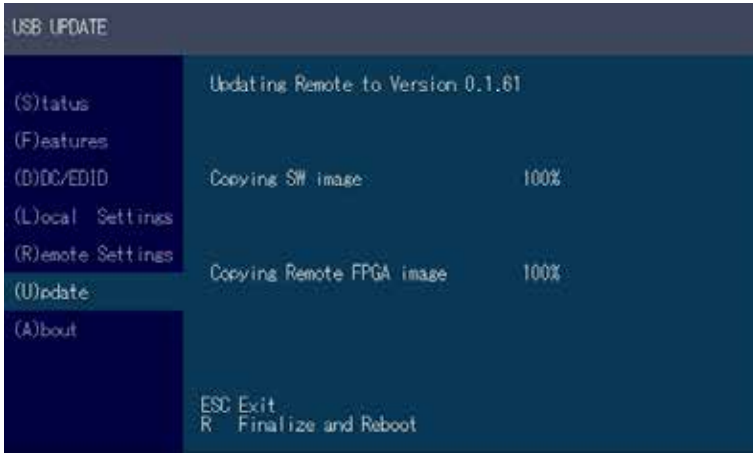 USB UPDATE
(S)tatus
(F)eatures
(D)DC/EDID
(L)ocal Settings
(R)emote Settings
(U)pdate
(A)bout
Updating Remote to Version 0.1.61
Copying SW image 100%
Copying Remote FPGA image 100%
ESC Exit
R Finalize and Reboot